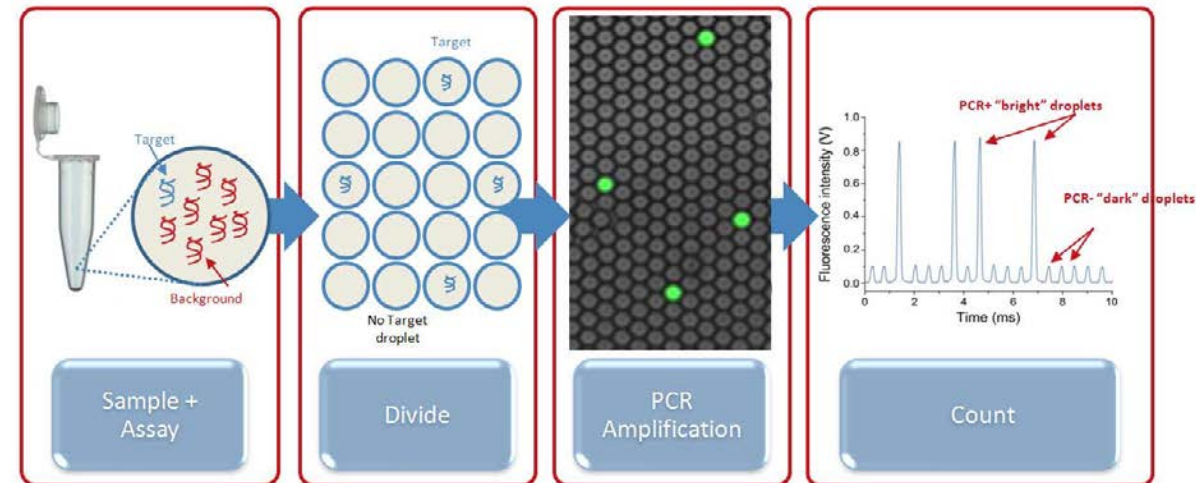 Target
Background
Sample +
Assay
Target
No Target
droplet
Divide
PCR
Amplification
PCR+ "bright" droplets
PCR- "dark" droplets
Fluorescence intensity (V)
1.0
0.8
0.6
0.4
0.2
0.0
0 2 4 6 8 10
Time (ms)
Count